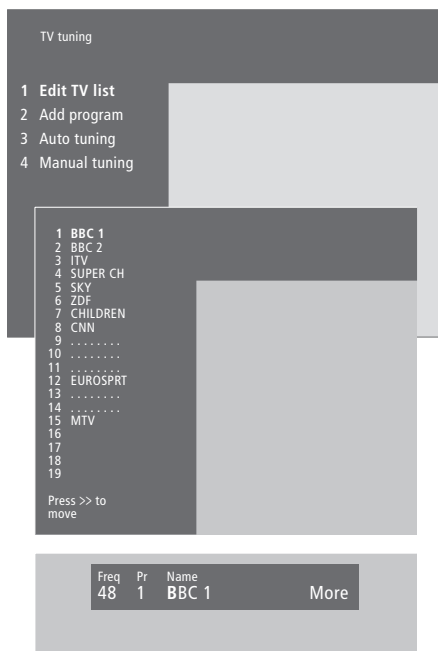 TV tuning
1 Edit TV list
2 Add program
3 Auto tuning
4 Manual tuning
1 BBC 1
2 BBC 2
3 ITV
4 SUPER CH
5 SKY
6 ZDF
7 CHILDREN
8 CNN
9 . . . . . . . .
10 . . . . . . . .
11 . . . . . . . .
12 EUROSPRT
13 . . . . . . . .
14 . . . . . . . .
15 MTV
16
17
18
19
Press >> to
move
Freq Pr Name
48 1 BBC 1 More